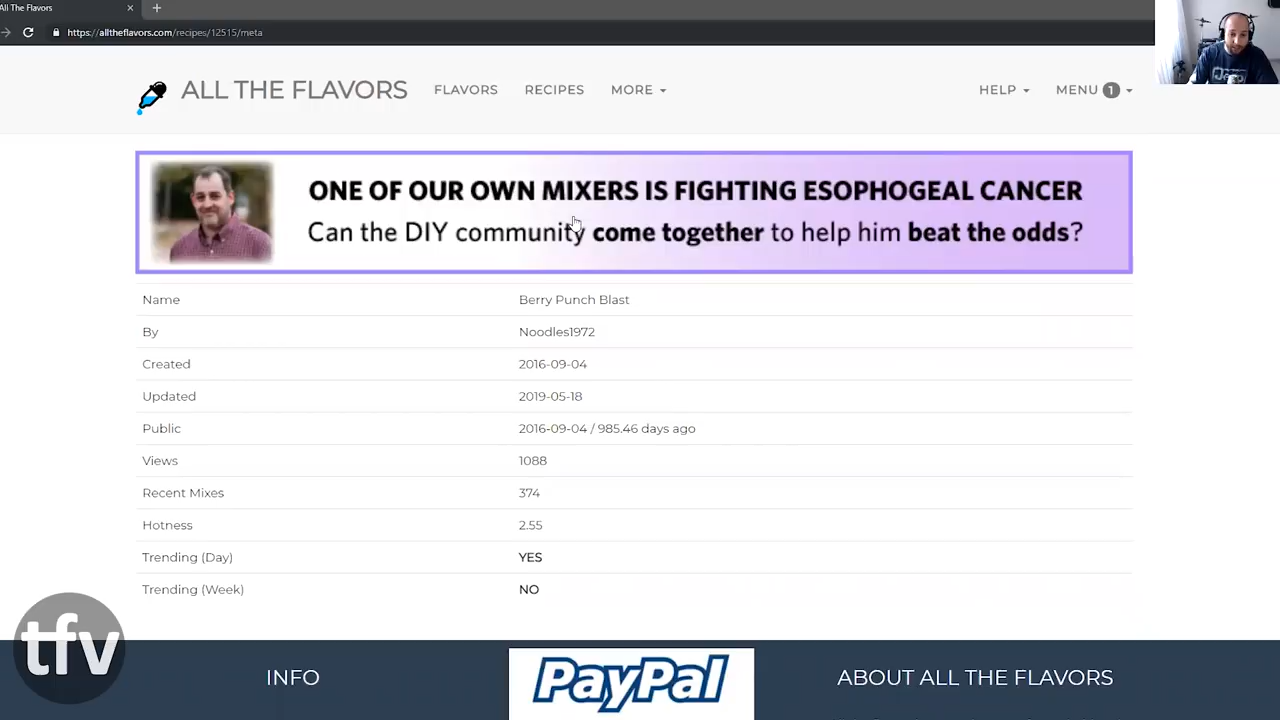 All The Flavors
https://alltheflavors.com/recipes/12515/meta
ALL THE FLAVORS FLAVORS RECIPES MORE HELP MENU 1
ONE OF OUR OWN MIXERS IS FIGHTING ESOPHOGEAL CANCER
Can the DIY community come together to help him beat the odds?
Name Berry Punch Blast
By Noodles1972
Created 2016-09-04
Updated 2019-05-18
Public 2016-09-04 / 985.46 days ago
Views 1088
Recent Mixes 374
Hotness 2.55
Trending (Day) YES
Trending (Week) NO
tfv
INFO PayPal ABOUT ALL THE FLAVORS